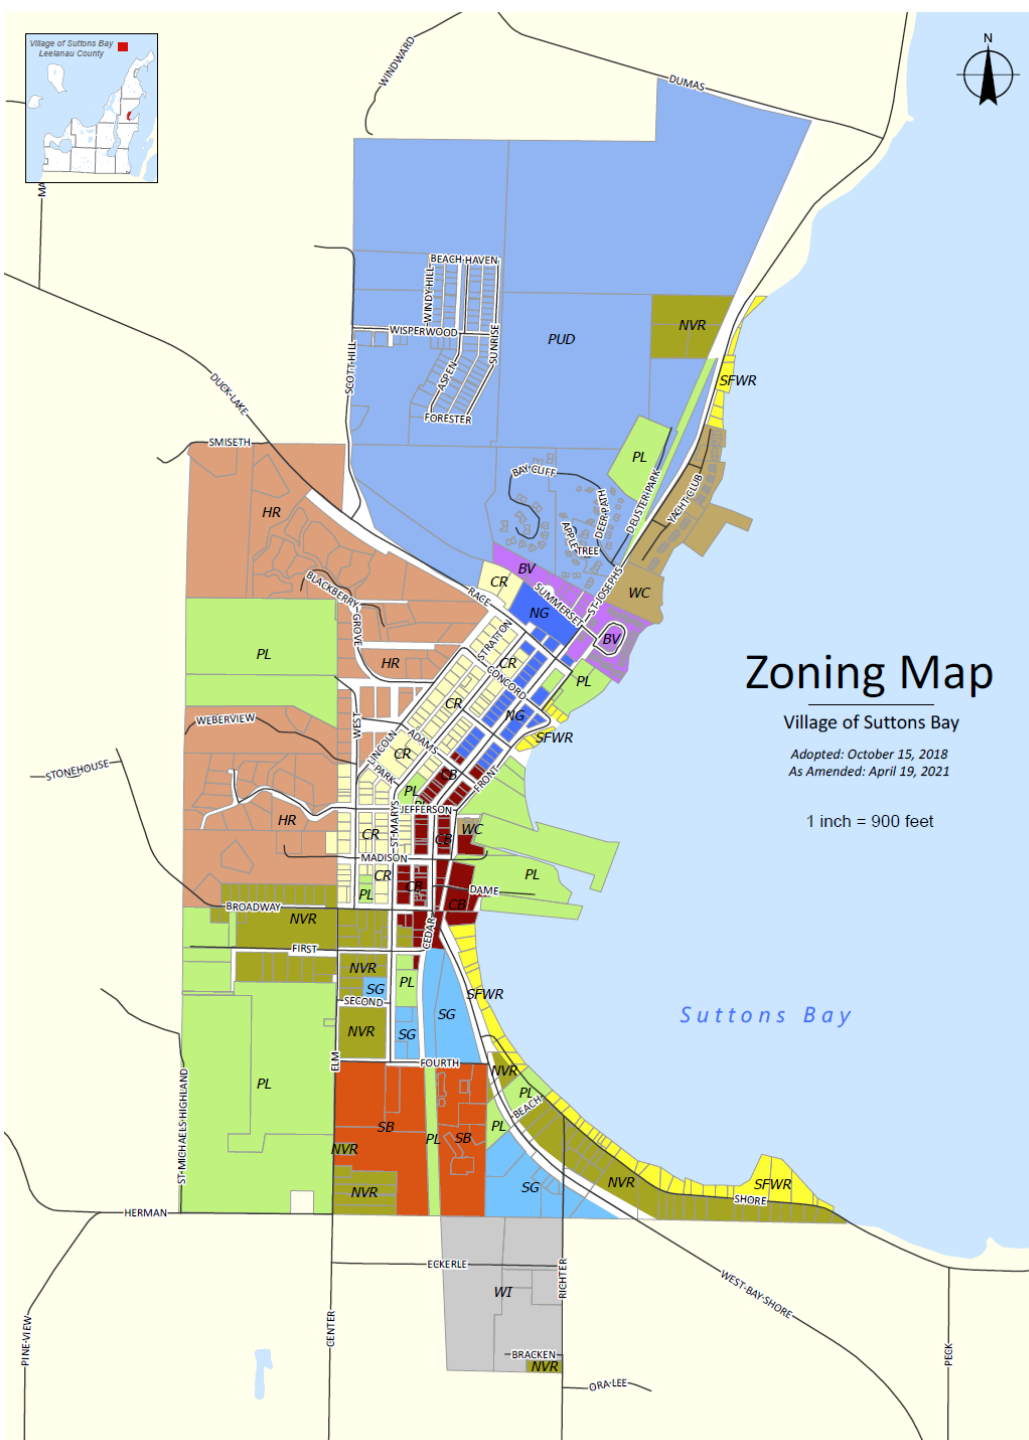 Village of Suttons Bay
Leelanau County
N
WINDWARD
DUMAS
MA
BEACH HAVEN
WINDY HILL
WISPERWOOD
SUNRISE
PUD
NVR
SCOTT HILL
ASPEN
SFWR
DUCK-LAKE
FORESTER
SMISETH
PL
BAY CLIFF
DEUSTER-PARK
YACHT CLUB
HR
DEER-PATH
APPLE
TREE
BV
CR
RACE
SUMMERSET
ST-JOSEPHS
WC
BLACKBERRY
GROVE
NG
BV
STRATTON
PL
HR
CR
CONCORD
PL
Zoning Map
CR
NG
WEBERVIEW
WEST
LINCOLN
ADAMS
SFWR
Village of Suttons Bay
Adopted: October 15, 2018
As Amended: April 19, 2021
STONEHOUSE
CR
PARK
CB
FRONT
PL
JEFFERSON
1 inch = 900 feet
HR
CR
ST-MARYS
CB
WC
MADISON
CR
PL
PL
CB
DAME
CB
BROADWAY
NVR
CEDAR
FIRST
NVR
SG
PL
SFWR
SECOND
SG
Suttons Bay
NVR
SG
FOURTH
ELM
NVR
PL
PL
BEACH
ST-MICHAELS-HIGHLAND
SB
PL
SB
PL
NVR
NVR
SG
NVR
SFWR
SHORE
HERMAN
ECKERLE
WI
RICHTER
WEST-BAY-SHORE
PINE-VIEW
CENTER
PECK
BRACKEN
NVR
ORA-LEE